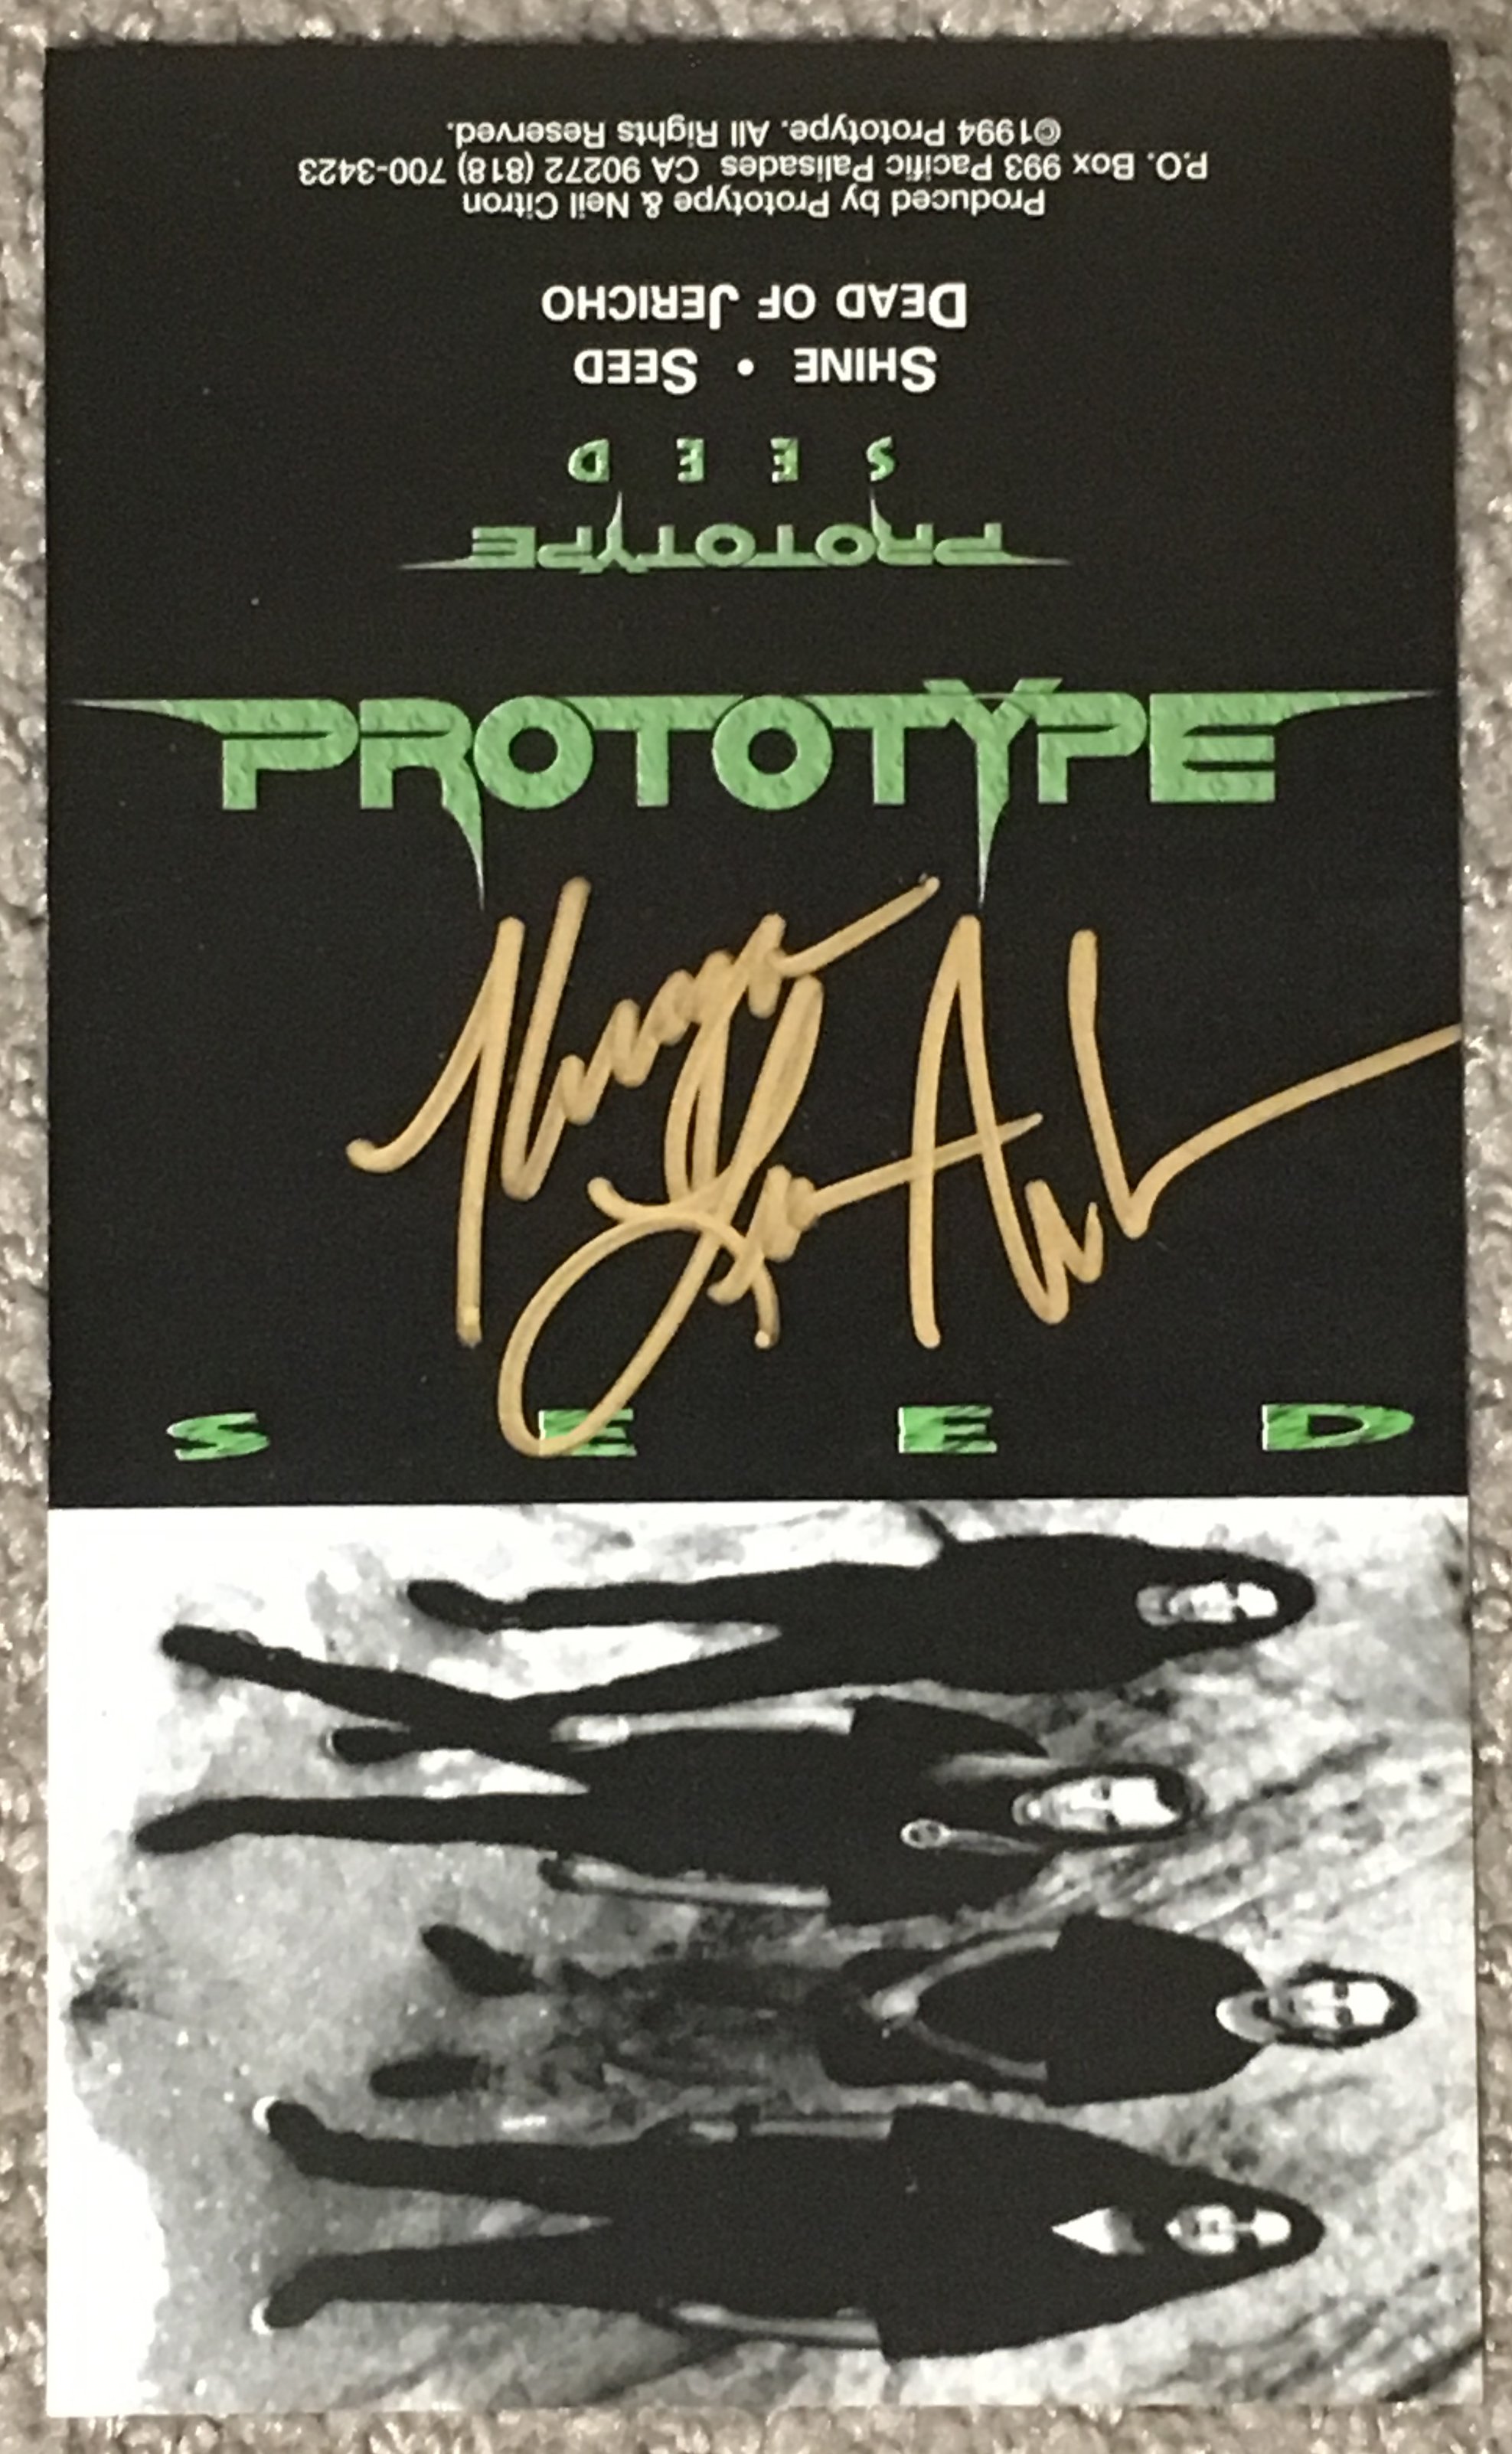 PROTOTYPE
SEED
PROTOTYPE
SEED
SHINE • SEED
DEAD OF JERICHO
Produced by Prototype & Neil Citron
P.O. Box 993 Pacific Palisades CA 90272 (818) 700-3423
©1994 Prototype. All Rights Reserved.